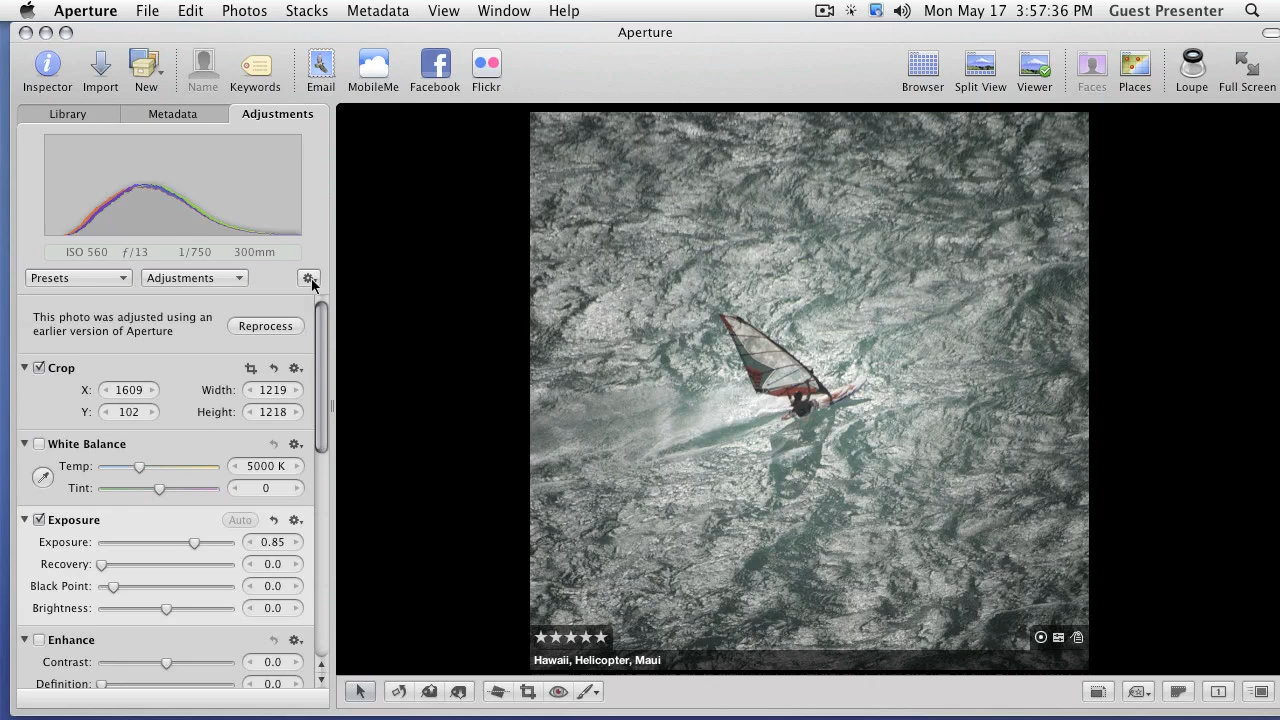 Aperture File Edit Photos Stacks Metadata View Window Help Mon May 17 3:57:36 PM Guest Presenter
Aperture
Inspector Import New Name Keywords Email MobileMe Facebook Flickr Browser Split View Viewer Faces Places Loupe Full Screen
Library Metadata Adjustments
ISO 560 ƒ/13 1/750 300mm
Presets Adjustments
This photo was adjusted using an
earlier version of Aperture
Reprocess
Crop
X: 1609 Width: 1219
Y: 102 Height: 1218
White Balance
Temp: 5000 K
Tint: 0
Exposure Auto
Exposure: 0.85
Recovery: 0.0
Black Point: 0.0
Brightness: 0.0
Enhance
Contrast: 0.0
Definition: 0.0
Hawaii, Helicopter, Maui
1